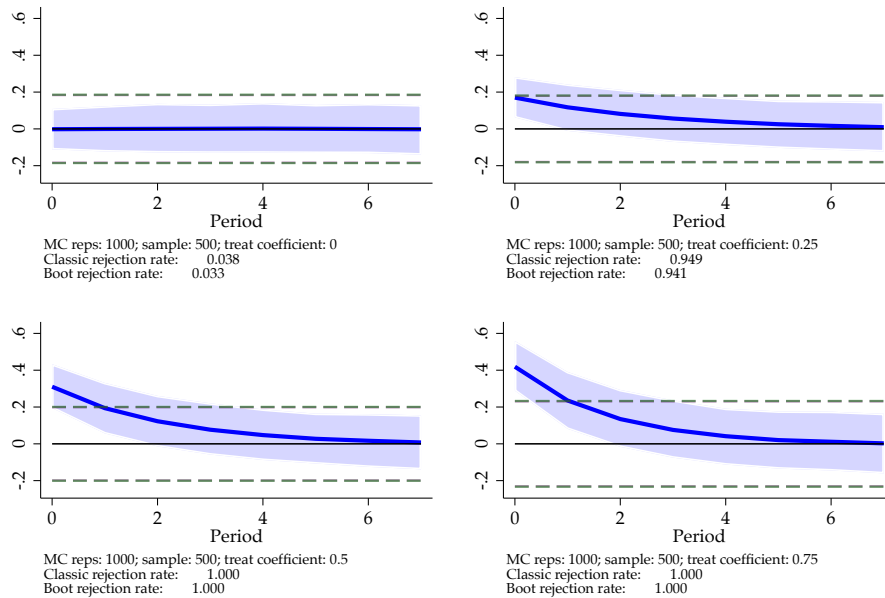 .6
.4
.2
0
-.2
0 2 4 6
Period
MC reps: 1000; sample: 500; treat coefficient: 0
Classic rejection rate: 0.038
Boot rejection rate: 0.033
.6
.4
.2
0
-.2
0 2 4 6
Period
MC reps: 1000; sample: 500; treat coefficient: 0.25
Classic rejection rate: 0.949
Boot rejection rate: 0.941
.6
.4
.2
0
-.2
0 2 4 6
Period
MC reps: 1000; sample: 500; treat coefficient: 0.5
Classic rejection rate: 1.000
Boot rejection rate: 1.000
.6
.4
.2
0
-.2
0 2 4 6
Period
MC reps: 1000; sample: 500; treat coefficient: 0.75
Classic rejection rate: 1.000
Boot rejection rate: 1.000